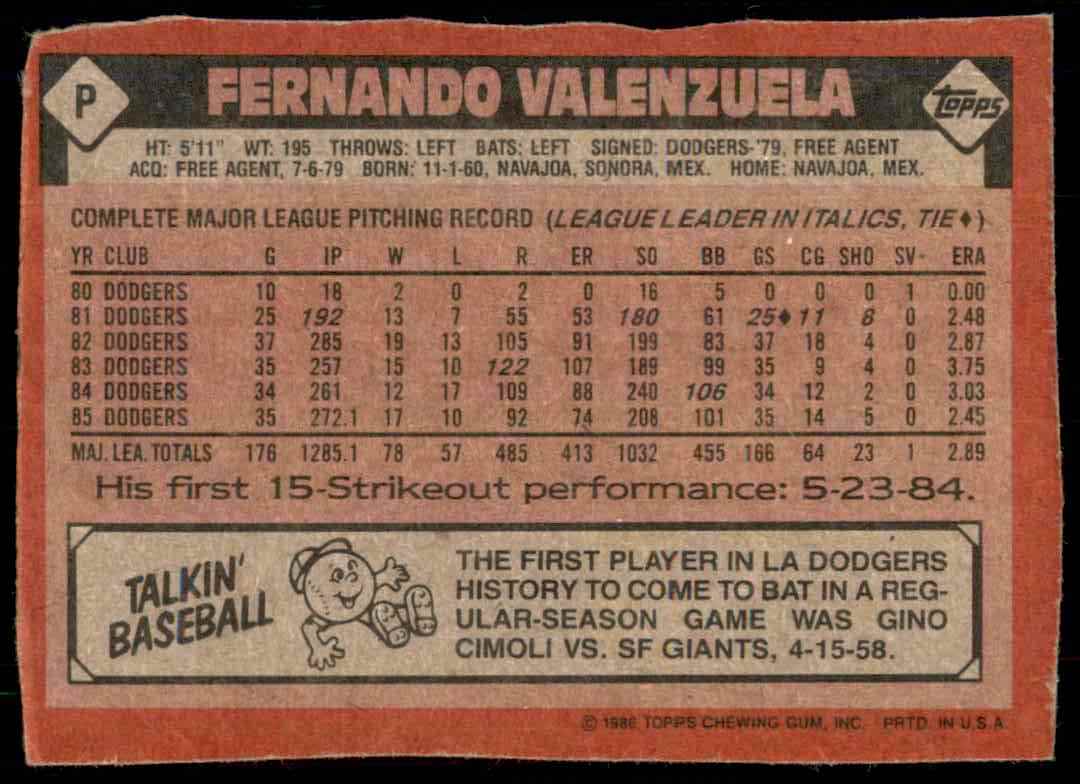 P
FERNANDO VALENZUELA
TOPPS
HT: 5'11" WT: 195 THROWS: LEFT BATS: LEFT SIGNED: DODGERS-'79, FREE AGENT
ACQ: FREE AGENT, 7-6-79 BORN: 11-1-60, NAVAJOA, SONORA, MEX. HOME: NAVAJOA, MEX.
COMPLETE MAJOR LEAGUE PITCHING RECORD (LEAGUE LEADER IN ITALICS, TIE♦)
YR CLUB G IP W L R ER SO BB GS CG SHO SV ERA
80 DODGERS 10 18 2 0 2 0 16 5 0 0 0 1 0.00
81 DODGERS 25 192 13 7 55 53 180 61 25♦ 11 8 0 2.48
82 DODGERS 37 285 19 13 105 91 199 83 37 18 4 0 2.87
83 DODGERS 35 257 15 10 122 107 189 99 35 9 4 0 3.75
84 DODGERS 34 261 12 17 109 88 240 106 34 12 2 0 3.03
85 DODGERS 35 272.1 17 10 92 74 208 101 35 14 5 0 2.45
MAJ. LEA. TOTALS 176 1285.1 78 57 485 413 1032 455 166 64 23 1 2.89
His first 15-Strikeout performance: 5-23-84.
TALKIN'
BASEBALL
THE FIRST PLAYER IN LA DODGERS
HISTORY TO COME TO BAT IN A REG-
ULAR-SEASON GAME WAS GINO
CIMOLI VS. SF GIANTS, 4-15-58.
© 1986 TOPPS CHEWING GUM, INC. PRTD. IN U.S.A.